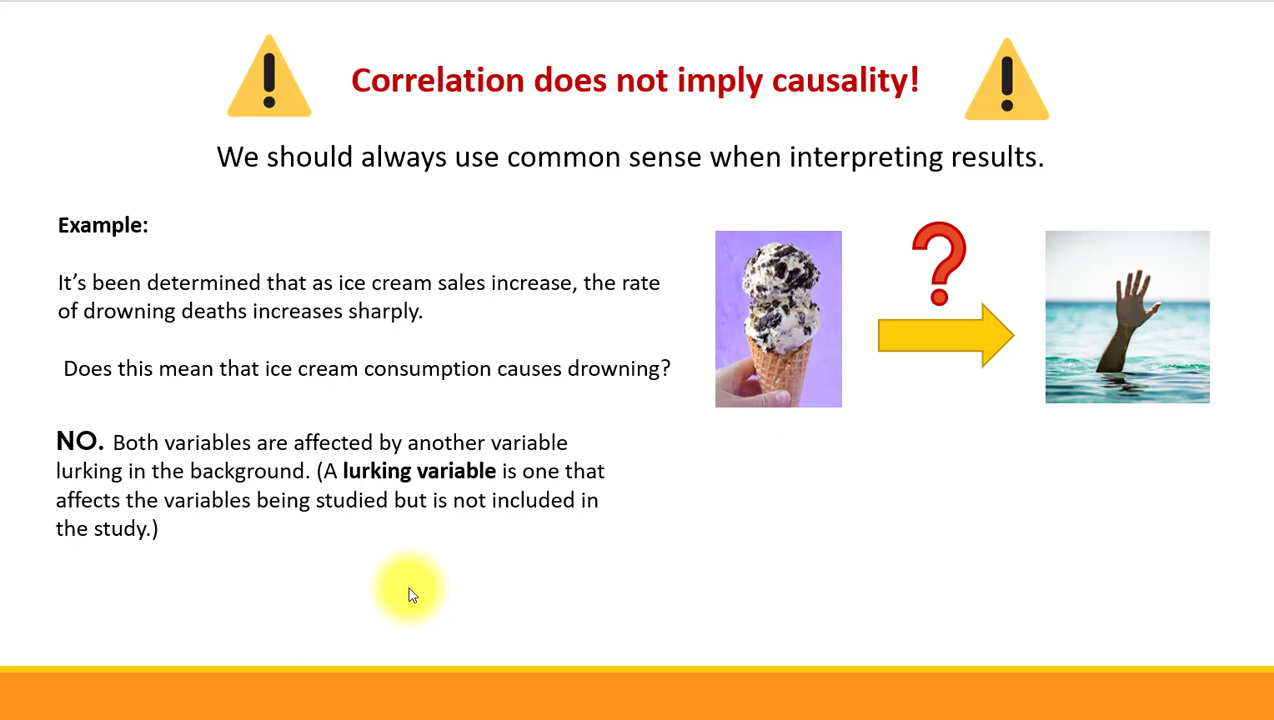 Correlation does not imply causality!
We should always use common sense when interpreting results.
Example:
It’s been determined that as ice cream sales increase, the rate
of drowning deaths increases sharply.
Does this mean that ice cream consumption causes drowning?
NO. Both variables are affected by another variable
lurking in the background. (A lurking variable is one that
affects the variables being studied but is not included in
the study.)